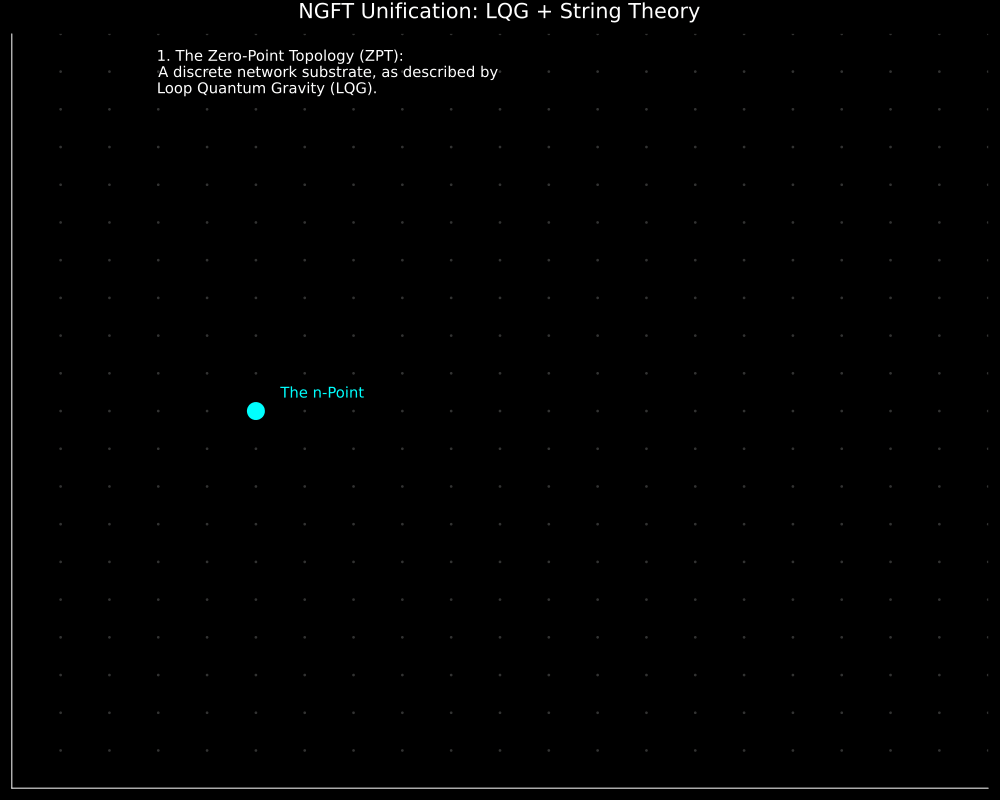 NGFT Unification: LQG + String Theory
1. The Zero-Point Topology (ZPT):
A discrete network substrate, as described by
Loop Quantum Gravity (LQG).
The n-Point